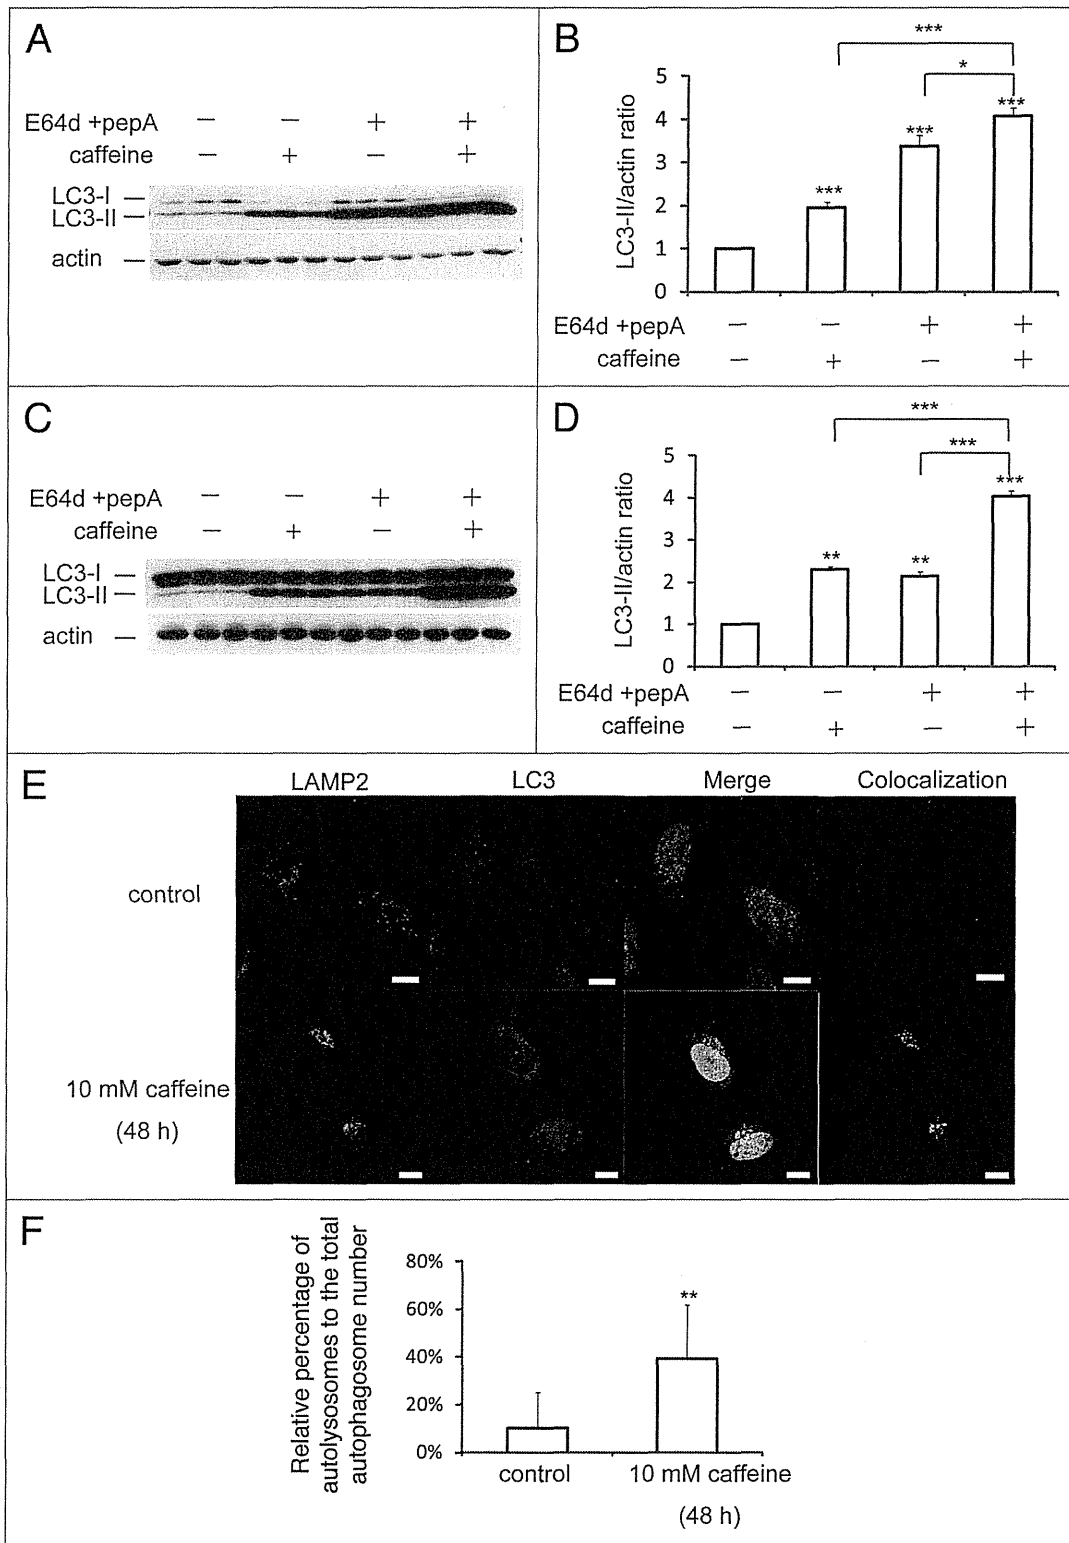 A
E64d +pepA − − + +
caffeine − + − +
LC3-I −
LC3-II −
actin −
B
***
*
***
***
***
5
4
3
2
1
0
LC3-II/actin ratio
E64d +pepA − − + +
caffeine − + − +
C
E64d +pepA − − + +
caffeine − + − +
LC3-I −
LC3-II −
actin −
D
***
***
***
**
**
5
4
3
2
1
0
LC3-II/actin ratio
E64d +pepA − − + +
caffeine − + − +
E
LAMP2 LC3 Merge Colocalization
control
10 mM caffeine
(48 h)
F
Relative percentage of
autolysosomes to the total
autophagosome number
80%
60%
40%
20%
0%
**
control 10 mM caffeine
(48 h)